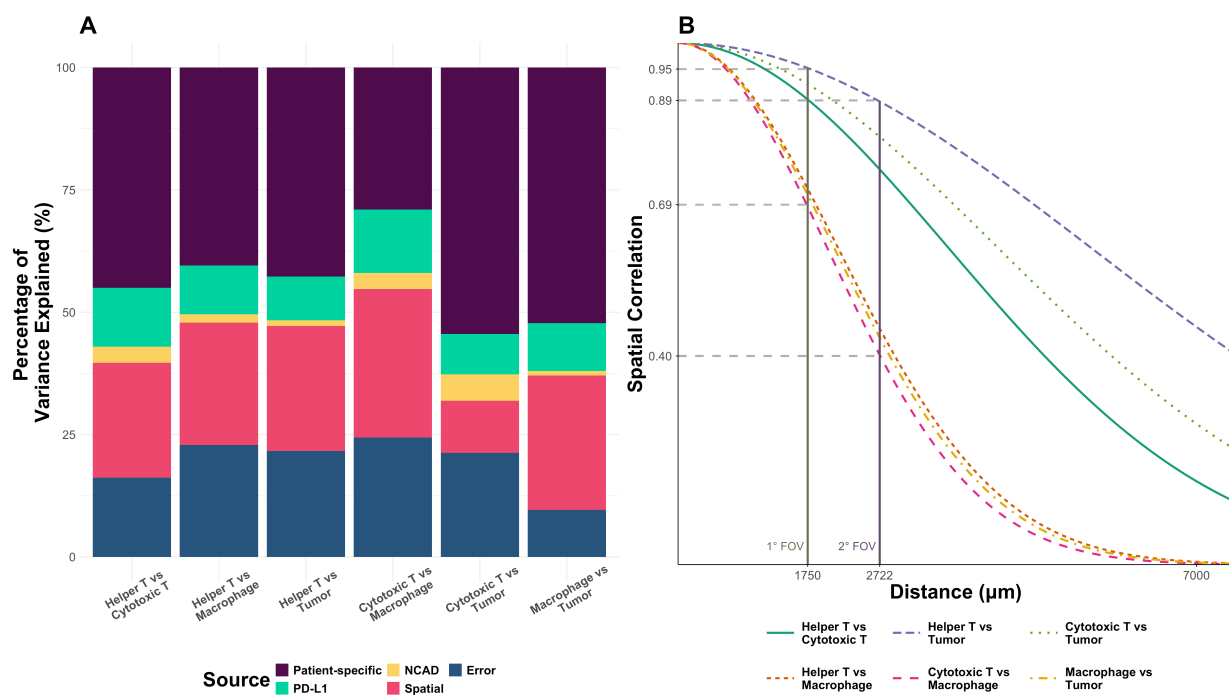 A
Percentage of
Variance Explained (%)
100
75
50
25
0
Helper T vs
Cytotoxic T
Helper T vs
Macrophage
Helper T vs
Tumor
Cytotoxic T vs
Macrophage
Cytotoxic T vs
Tumor
Macrophage vs
Tumor
Source
Patient-specific
NCAD
Error
PD-L1
Spatial
B
Spatial Correlation
0.95
0.89
0.69
0.40
1° FOV
2° FOV
1750
2722
7000
Distance (µm)
Helper T vs
Cytotoxic T
Helper T vs
Tumor
Cytotoxic T vs
Tumor
Helper T vs
Macrophage
Cytotoxic T vs
Macrophage
Macrophage vs
Tumor